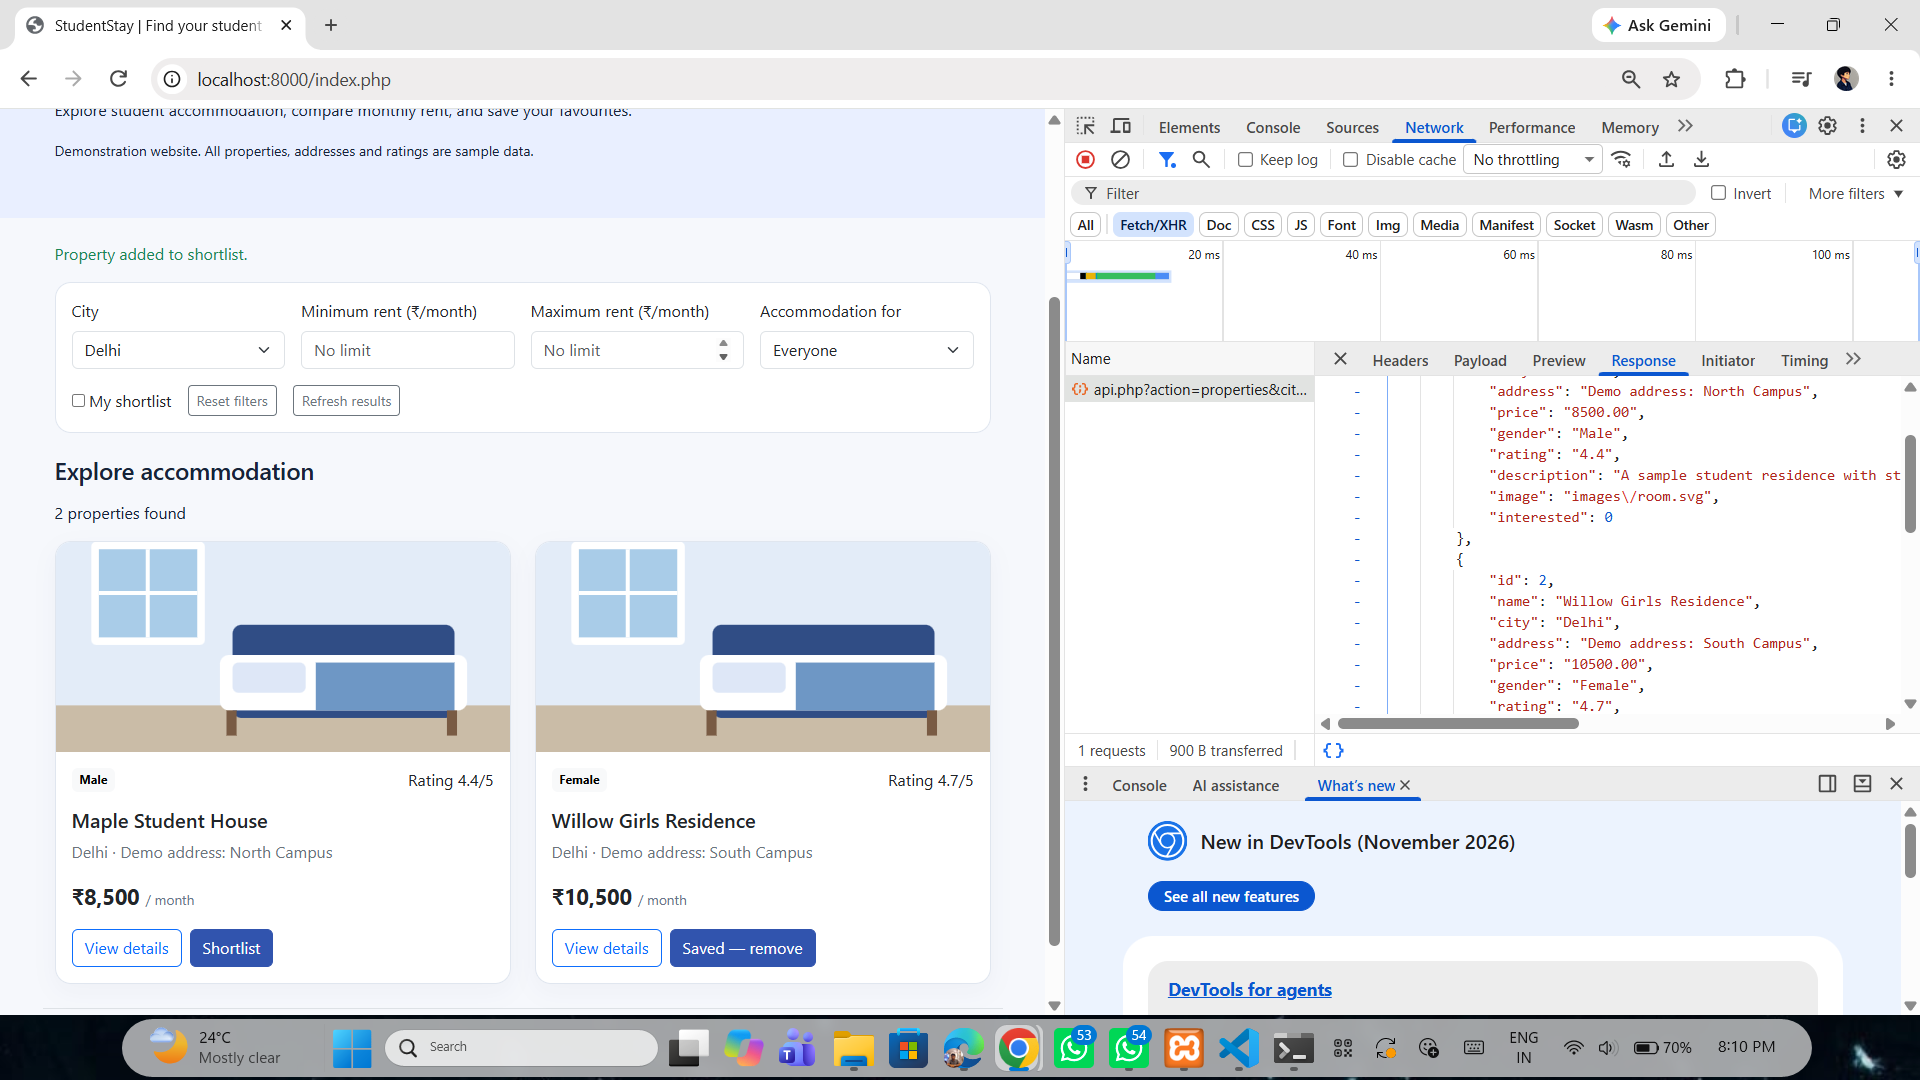 StudentStay | Find your student
Ask Gemini
localhost:8000/index.php
Explore student accommodation, compare monthly rent, and save your favourites.
Demonstration website. All properties, addresses and ratings are sample data.
Property added to shortlist.
City
Minimum rent (₹/month)
Maximum rent (₹/month)
Accommodation for
Delhi
No limit
No limit
Everyone
My shortlist
Reset filters
Refresh results
Explore accommodation
2 properties found
Male
Rating 4.4/5
Maple Student House
Delhi · Demo address: North Campus
₹8,500 / month
View details
Shortlist
Female
Rating 4.7/5
Willow Girls Residence
Delhi · Demo address: South Campus
₹10,500 / month
View details
Saved — remove
Elements
Console
Sources
Network
Performance
Memory
Keep log
Disable cache
No throttling
Filter
Invert
More filters
All
Fetch/XHR
Doc
CSS
JS
Font
Img
Media
Manifest
Socket
Wasm
Other
20 ms
40 ms
60 ms
80 ms
100 ms
Name
Headers
Payload
Preview
Response
Initiator
Timing
api.php?action=properties&cit...
"address": "Demo address: North Campus",
"price": "8500.00",
"gender": "Male",
"rating": "4.4",
"description": "A sample student residence with st
"image": "images\/room.svg",
"interested": 0
},
{
"id": 2,
"name": "Willow Girls Residence",
"city": "Delhi",
"address": "Demo address: South Campus",
"price": "10500.00",
"gender": "Female",
"rating": "4.7",
1 requests
900 B transferred
{ }
Console
AI assistance
What's new
New in DevTools (November 2026)
See all new features
DevTools for agents
24°C
Mostly clear
Search
53
54
ENG
IN
70%
8:10 PM